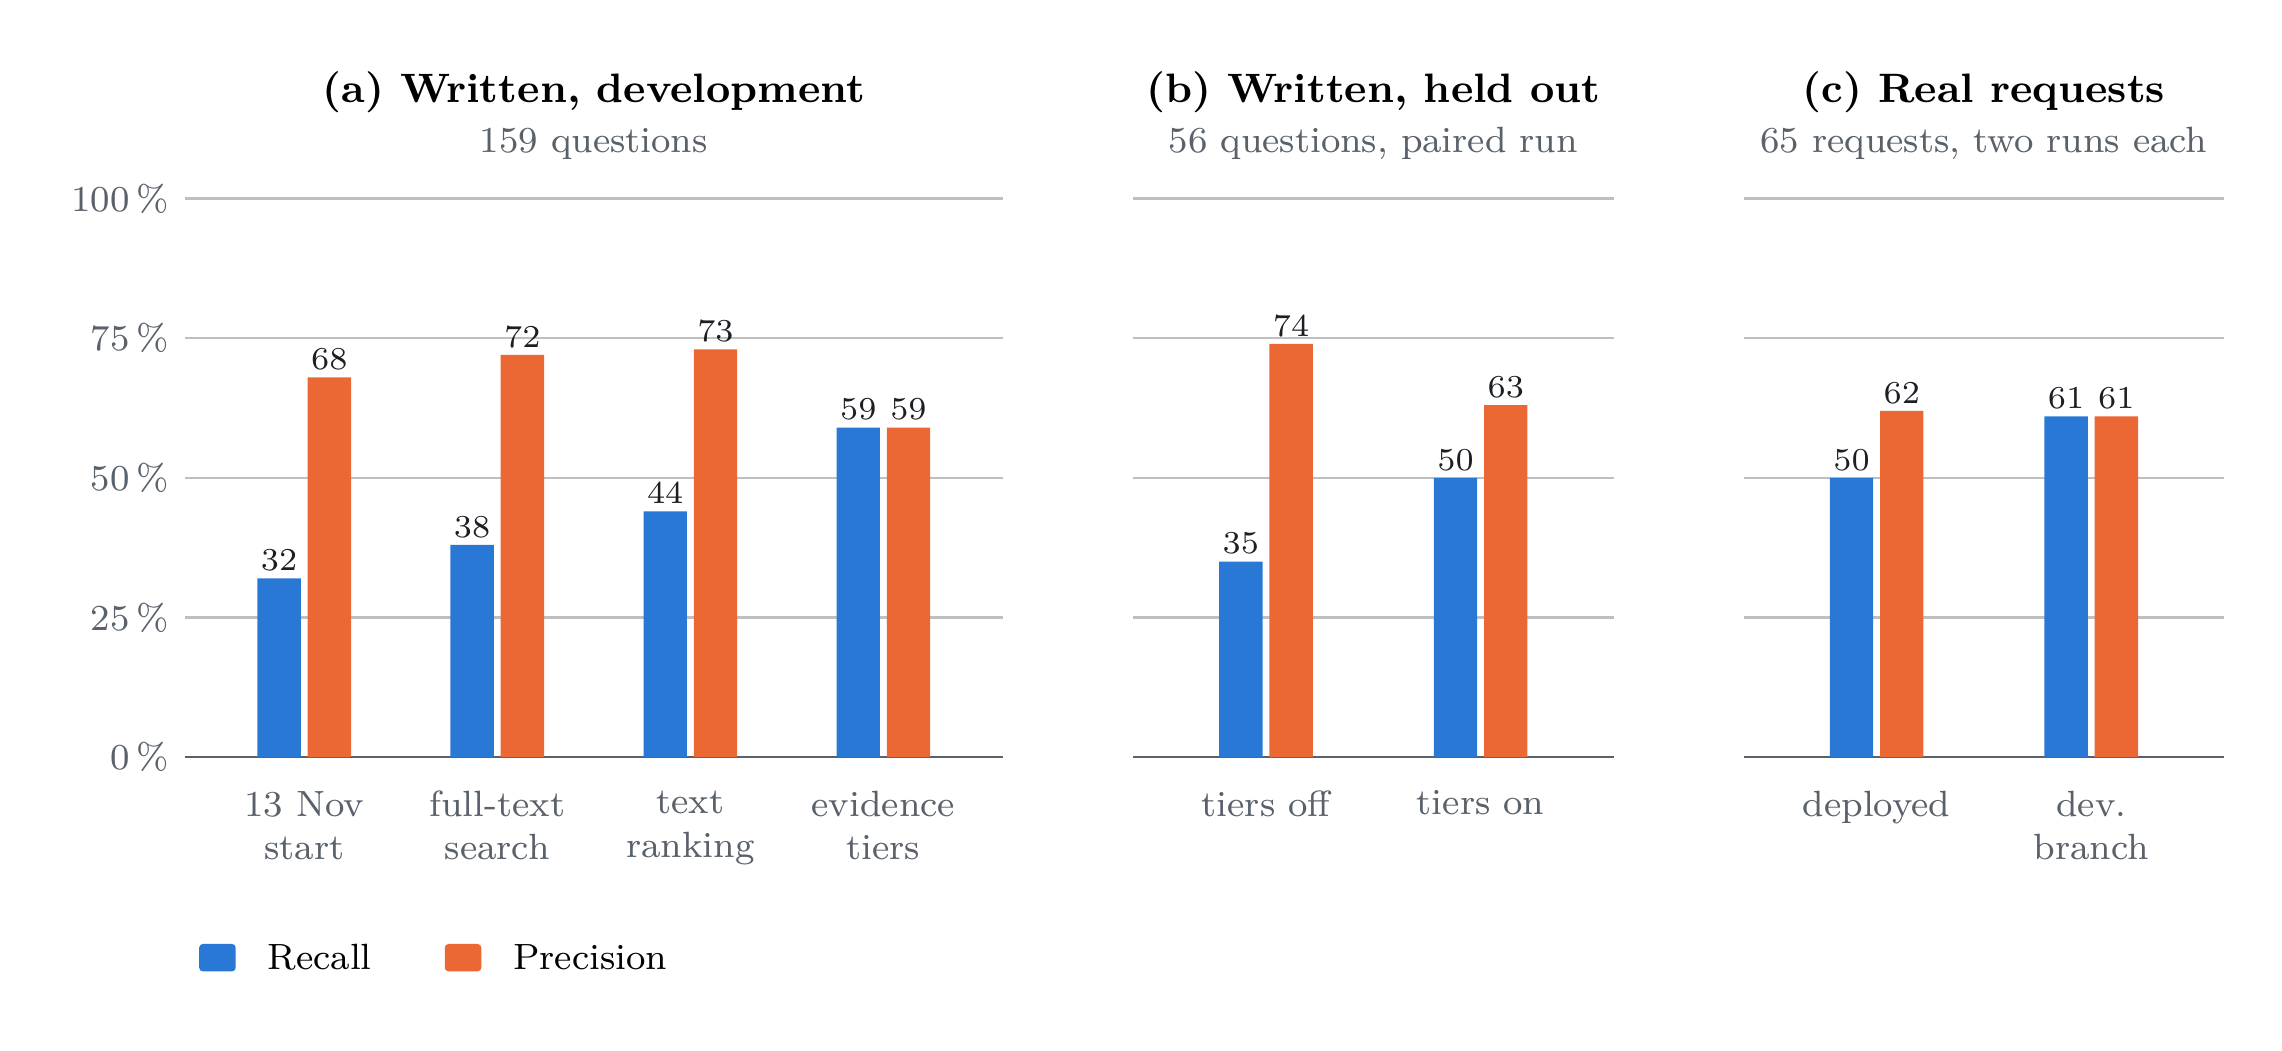 (a) Written, development
159 questions
(b) Written, held out
56 questions, paired run
(c) Real requests
65 requests, two runs each
100 %
75 %
50 %
25 %
0 %
32
68
38
72
44
73
59
59
35
74
50
63
50
62
61
61
13 Nov
start
full-text
search
text
ranking
evidence
tiers
tiers off
tiers on
deployed
dev.
branch
Recall
Precision